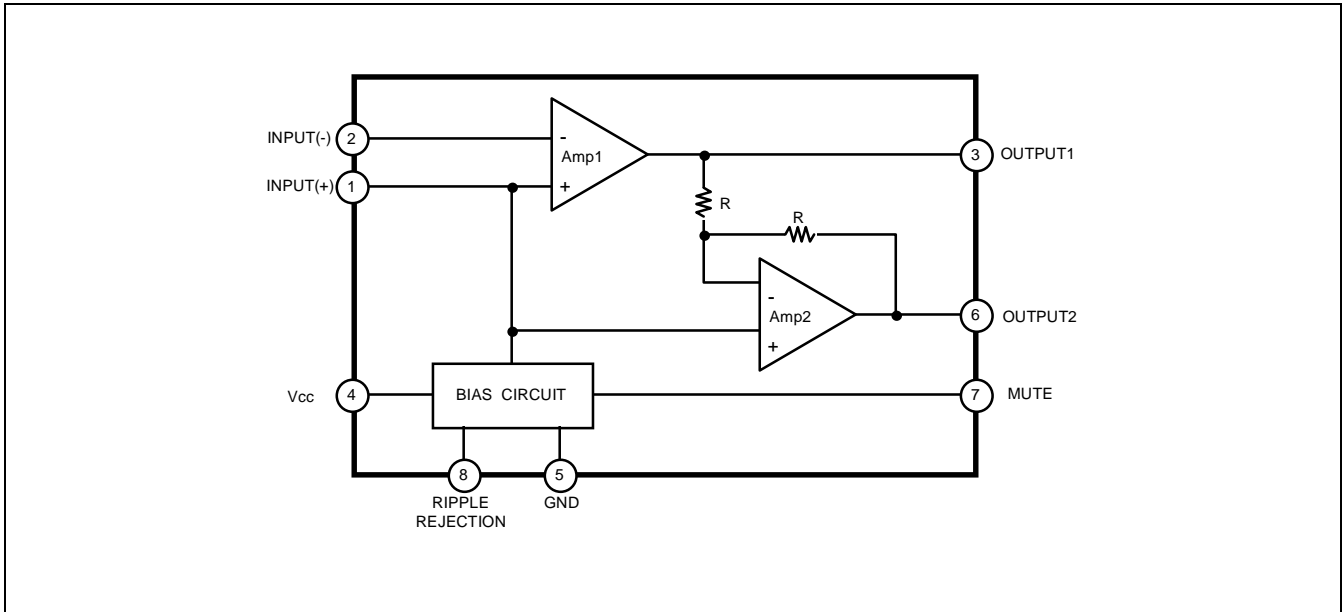 INPUT(-)
2
-
Amp1
3
OUTPUT1
INPUT(+)
1
+
R
R
-
Amp2
+
6
OUTPUT2
Vcc
4
BIAS CIRCUIT
7
MUTE
8
5
RIPPLE
REJECTION
GND